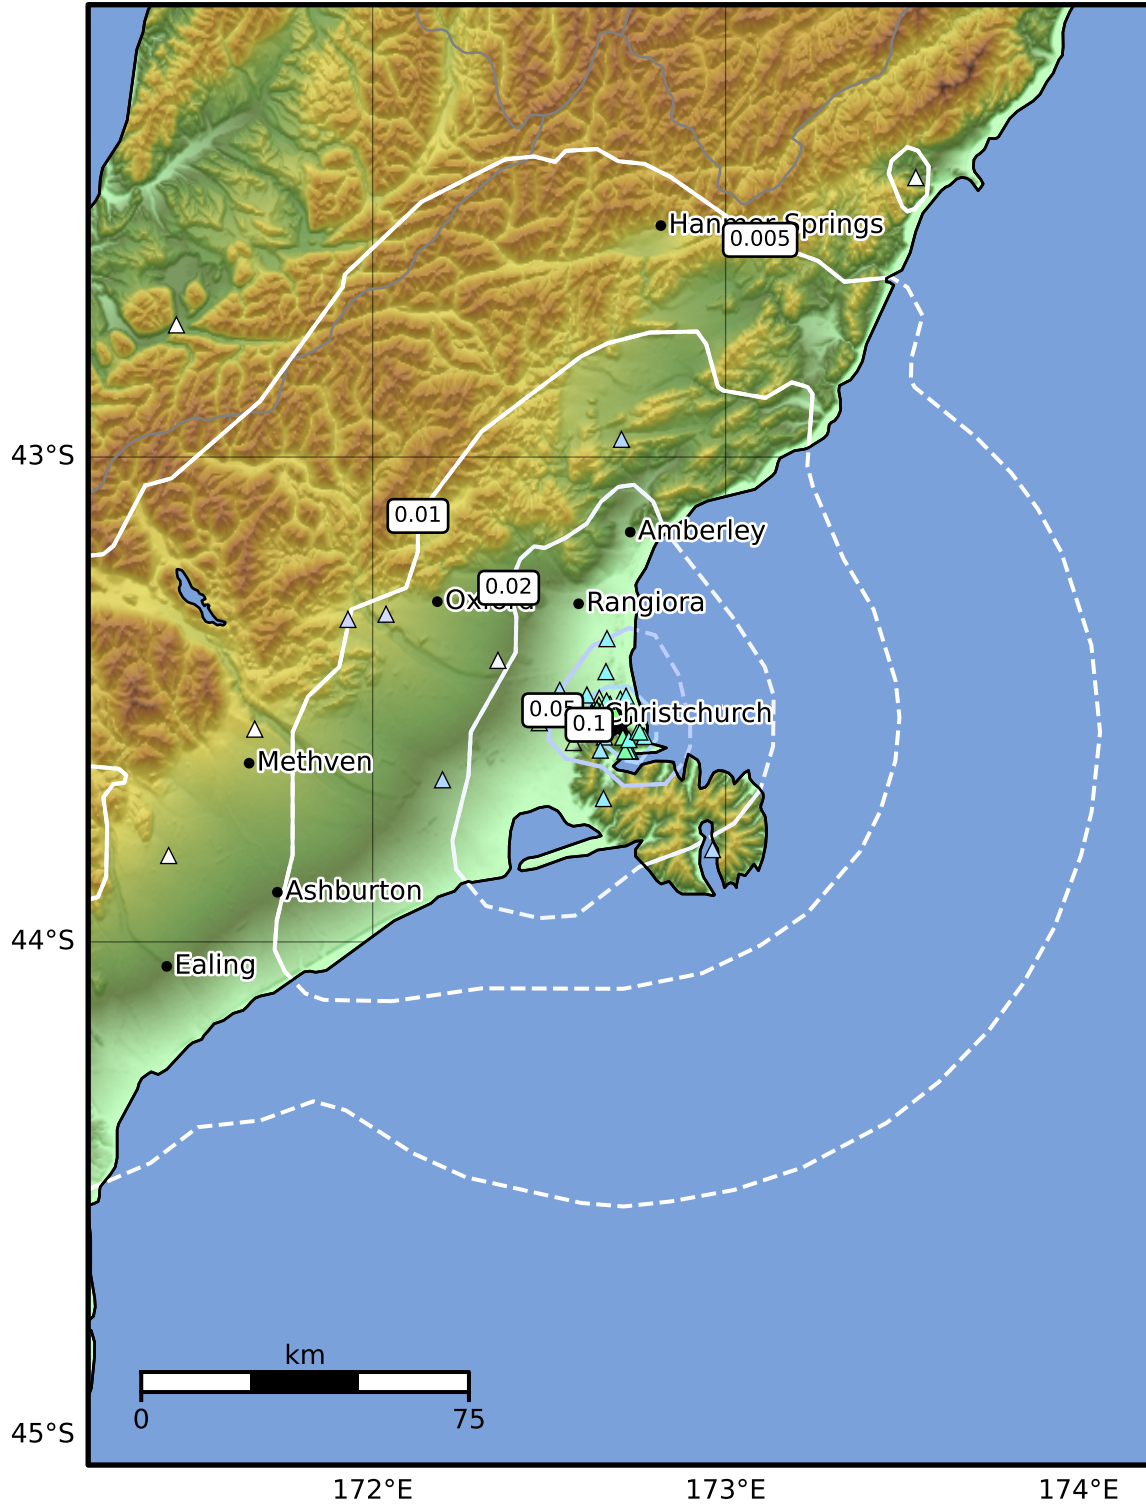 Hanmer Springs
0.005
43°S
0.01
Amberley
0.02
Oxford
Rangiora
0.05
Christchurch
0.1
Methven
Ashburton
44°S
Ealing
km
0
75
45°S
172°E
173°E
174°E